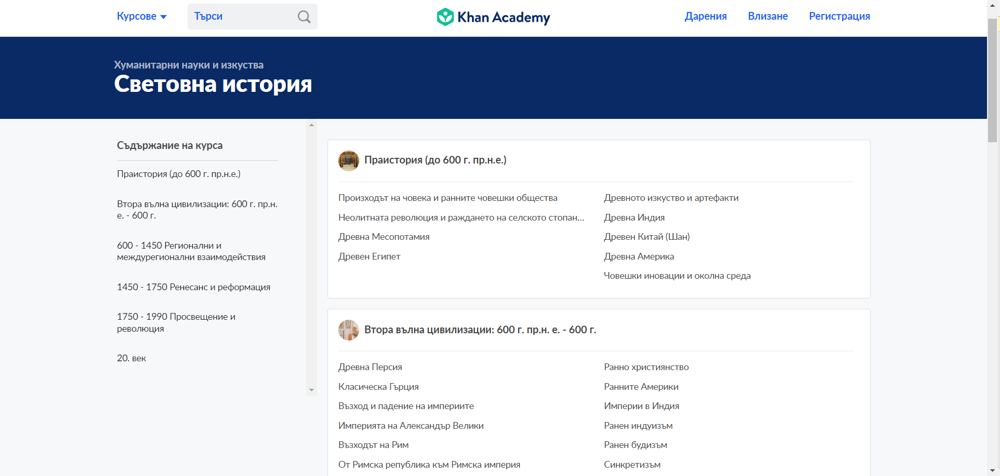 Курсове
Търси
Khan Academy
Дарения
Влизане
Регистрация
Хуманитарни науки и изкуства
Световна история
Съдържание на курса
Праистория (до 600 г. пр.н.е.)
Втора вълна цивилизации: 600 г. пр.н.
е. - 600 г.
600 - 1450 Регионални и
междурегионални взаимодействия
1450 - 1750 Ренесанс и реформация
1750 - 1990 Просвещение и
революция
20. век
Праистория (до 600 г. пр.н.е.)
Произходът на човека и ранните човешки общества
Неолитната революция и раждането на селското стопан...
Древна Месопотамия
Древен Египет
Древното изкуство и артефакти
Древна Индия
Древен Китай (Шан)
Древна Америка
Човешки иновации и околна среда
Втора вълна цивилизации: 600 г. пр.н. е. - 600 г.
Древна Персия
Класическа Гърция
Възход и падение на империите
Империята на Александър Велики
Възходът на Рим
От Римска република към Римска империя
Ранно християнство
Ранните Америки
Империи в Индия
Ранен индуизъм
Ранен будизъм
Синкретизъм